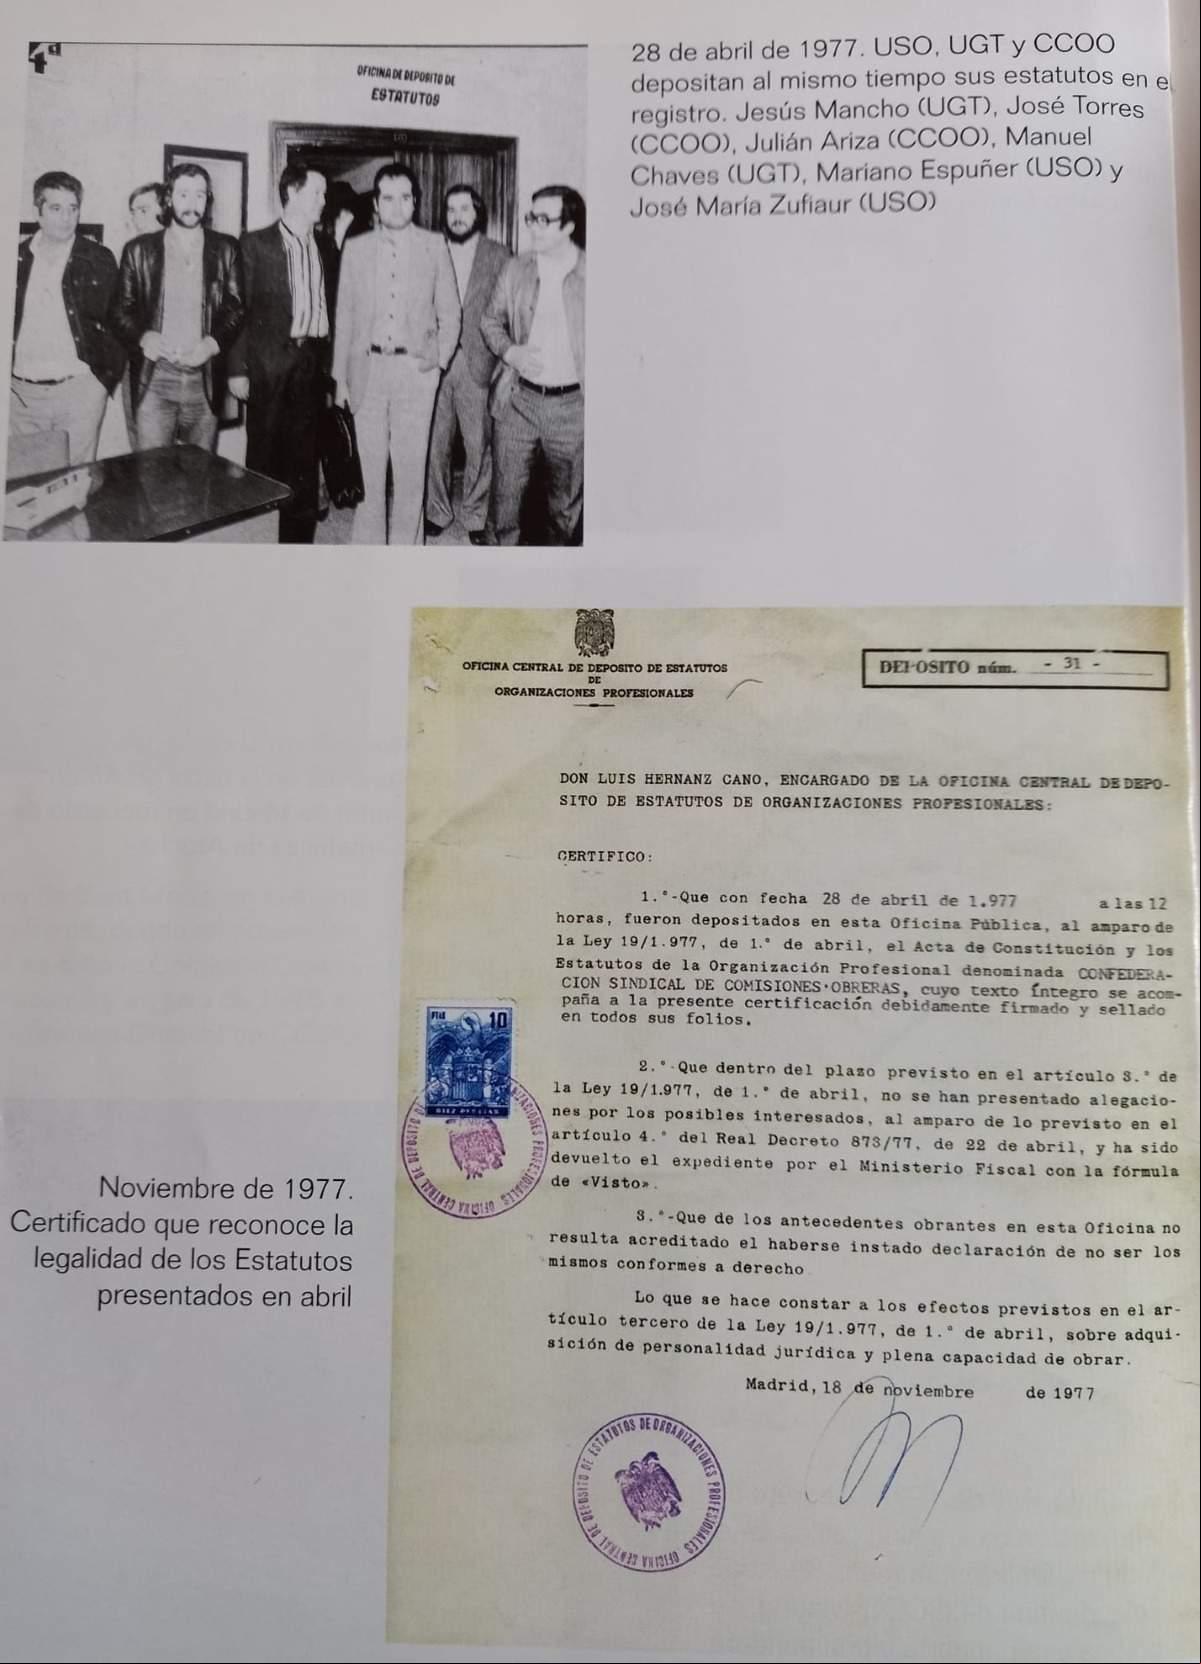 4ª
OFICINA DE DEPOSITO DE
ESTATUTOS
28 de abril de 1977. USO, UGT y CCOO
depositan al mismo tiempo sus estatutos en el
registro. Jesús Mancho (UGT), José Torres
(CCOO), Julián Ariza (CCOO), Manuel
Chaves (UGT), Mariano Espuñer (USO) y
José María Zufiaur (USO)
OFICINA CENTRAL DE DEPOSITO DE ESTATUTOS
DE
ORGANIZACIONES PROFESIONALES
DEPOSITO núm. - 31 -
DON LUIS HERNANZ CANO, ENCARGADO DE LA OFICINA CENTRAL DE DEPO-
SITO DE ESTATUTOS DE ORGANIZACIONES PROFESIONALES:
CERTIFICO:
1.°-Que con fecha 28 de abril de 1.977 a las 12
horas, fueron depositados en esta Oficina Pública, al amparo de
la Ley 19/1.977, de 1.° de abril, el Acta de Constitución y los
Estatutos de la Organización Profesional denominada CONFEDERA-
CION SINDICAL DE COMISIONES·OBRERAS, cuyo texto íntegro se acom-
paña a la presente certificación debidamente firmado y sellado
en todos sus folios.
2.°-Que dentro del plazo previsto en el artículo 3.° de
la Ley 19/1.977, de 1.° de abril, no se han presentado alegacio-
nes por los posibles interesados, al amparo de lo previsto en el
artículo 4.° del Real Decreto 873/77, de 22 de abril, y ha sido
devuelto el expediente por el Ministerio Fiscal con la fórmula
de «Visto».
3.°-Que de los antecedentes obrantes en esta Oficina no
resulta acreditado el haberse instado declaración de no ser los
mismos conformes a derecho
Lo que se hace constar a los efectos previstos en el ar-
tículo tercero de la Ley 19/1.977, de 1.° de abril, sobre adqui-
sición de personalidad jurídica y plena capacidad de obrar.
Madrid, 18 de noviembre de 1977
PTAS 10
DIEZ PESETAS
OFICINA CENTRAL DE DEPOSITO DE ESTATUTOS DE ORGANIZACIONES PROFESIONALES
Noviembre de 1977.
Certificado que reconoce la
legalidad de los Estatutos
presentados en abril